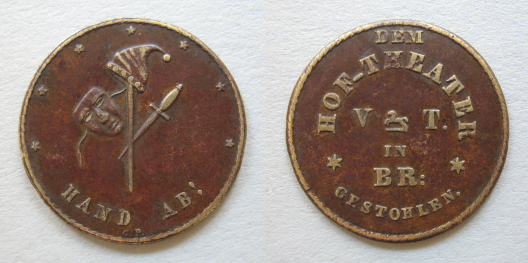 HAND AB!
DEM
HOF-THEATER
V & T.
IN
BR:
GESTOHLEN.